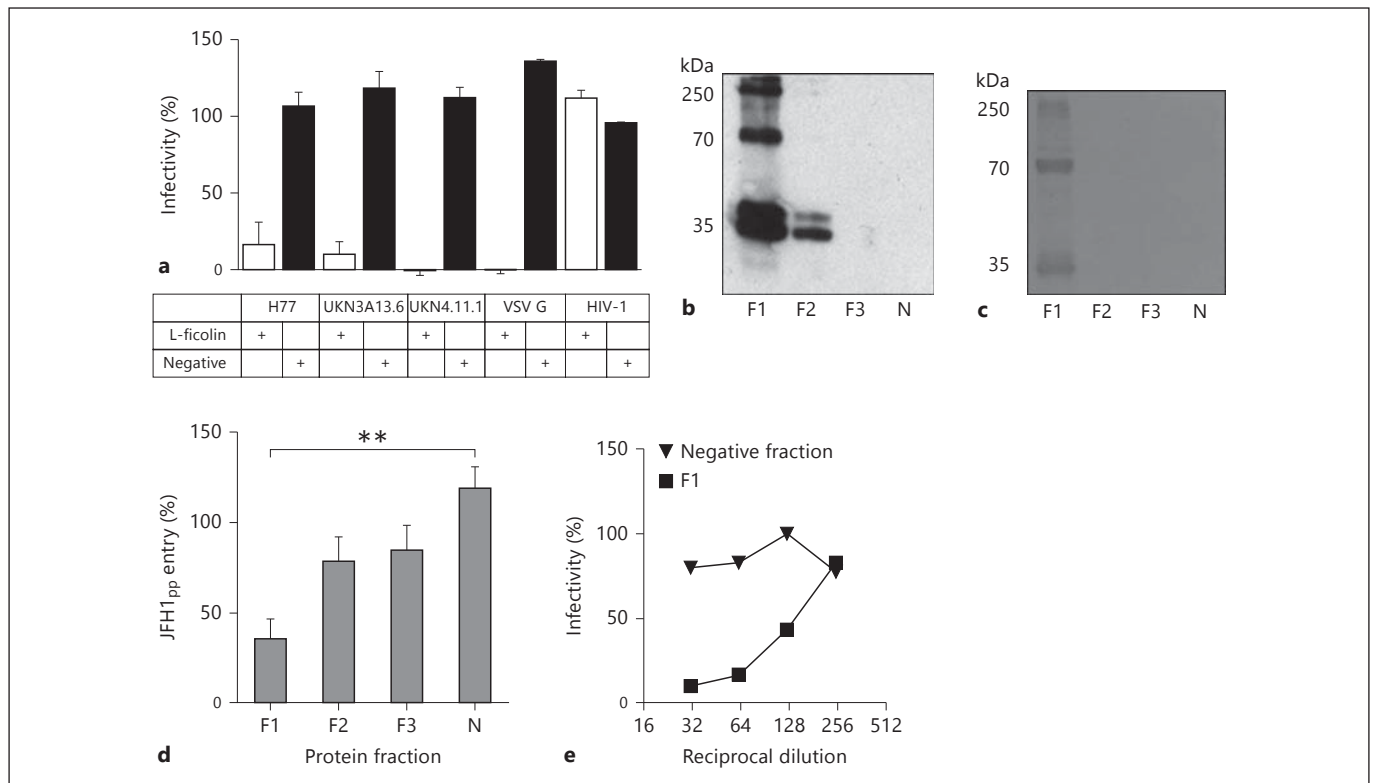 150
100
50
0
Infectivity (%)
a
H77 UKN3A13.6 UKN4.11.1 VSV G HIV-1
L-ficolin + + + + +
Negative + + + + +
kDa
250
70
35
b F1 F2 F3 N
kDa
250
70
35
c F1 F2 F3 N
150
100
50
0
JFH1pp entry (%)
**
F1 F2 F3 N
d Protein fraction
150
100
50
0
Infectivity (%)
Negative fraction
F1
16 32 64 128 256 512
e Reciprocal dilution